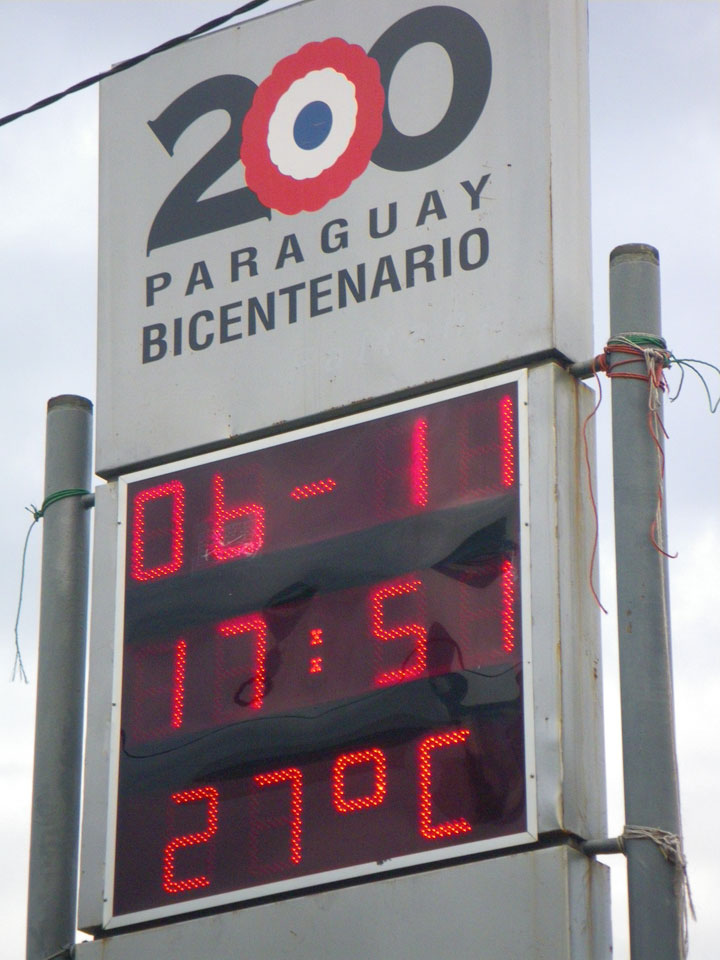 200
PARAGUAY
BICENTENARIO
06-11
17:51
27°C